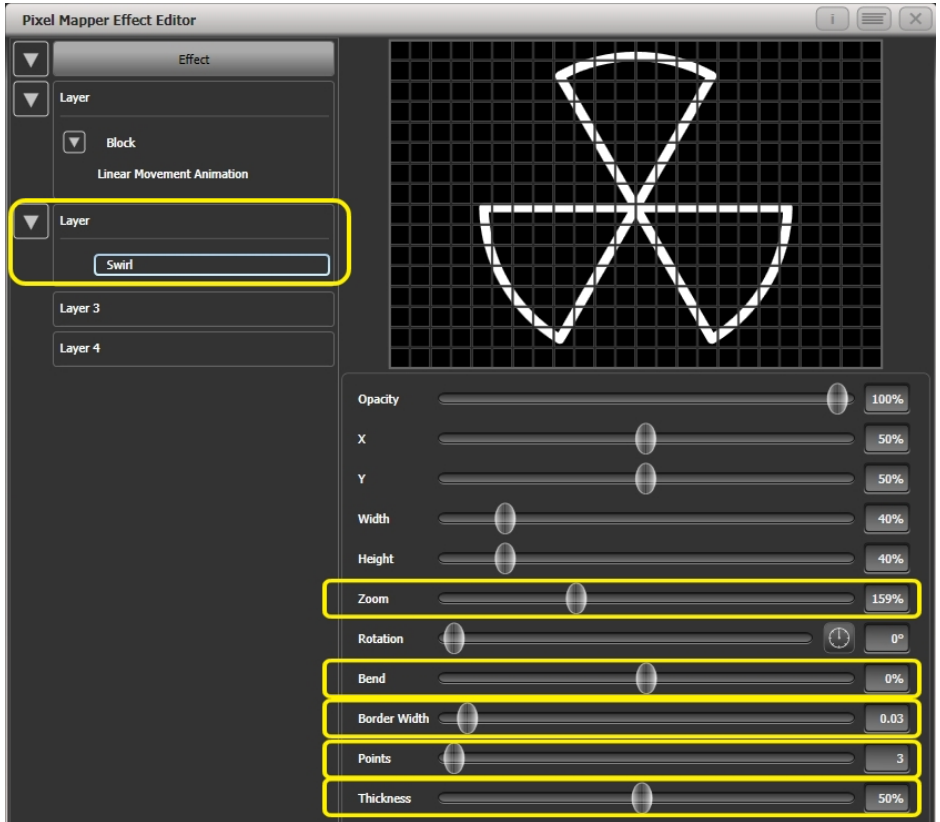 Pixel Mapper Effect Editor
i
Effect
Layer
Block
Linear Movement Animation
Layer
Swirl
Layer 3
Layer 4
Opacity 100%
X 50%
Y 50%
Width 40%
Height 40%
Zoom 159%
Rotation 0°
Bend 0%
Border Width 0.03
Points 3
Thickness 50%